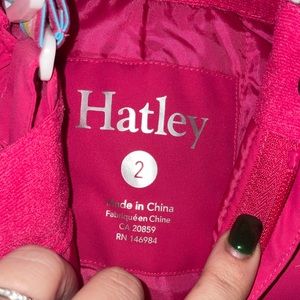 Hatley
2
Made in China
Fabriqué en Chine
CA 20859
RN 146984